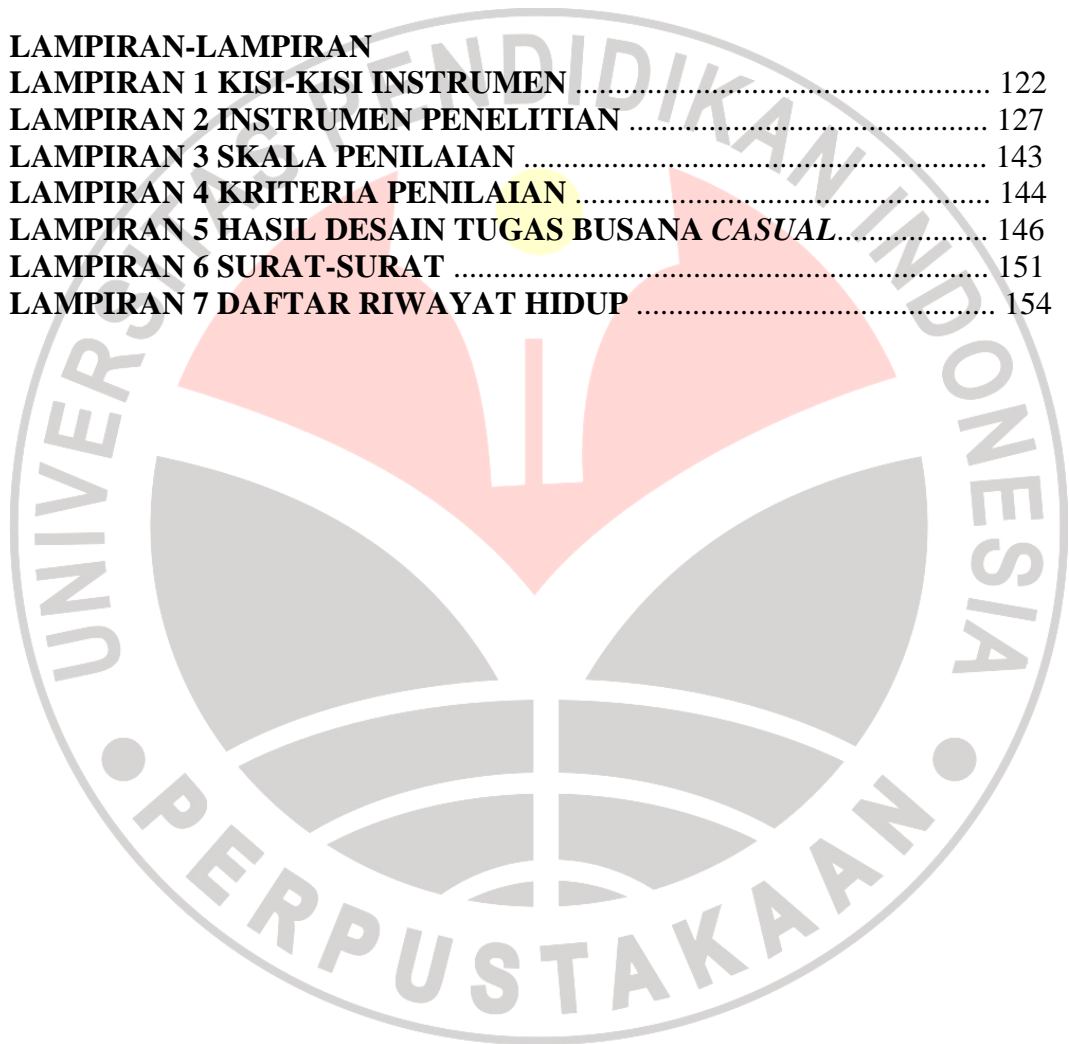 LAMPIRAN-LAMPIRAN
LAMPIRAN 1 KISI-KISI INSTRUMEN .................................................... 122
LAMPIRAN 2 INSTRUMEN PENELITIAN ............................................. 127
LAMPIRAN 3 SKALA PENILAIAN .......................................................... 143
LAMPIRAN 4 KRITERIA PENILAIAN .................................................... 144
LAMPIRAN 5 HASIL DESAIN TUGAS BUSANA CASUAL................... 146
LAMPIRAN 6 SURAT-SURAT ................................................................... 151
LAMPIRAN 7 DAFTAR RIWAYAT HIDUP ............................................. 154
UNIVERSITAS PENDIDIKAN INDONESIA
PERPUSTAKAAN